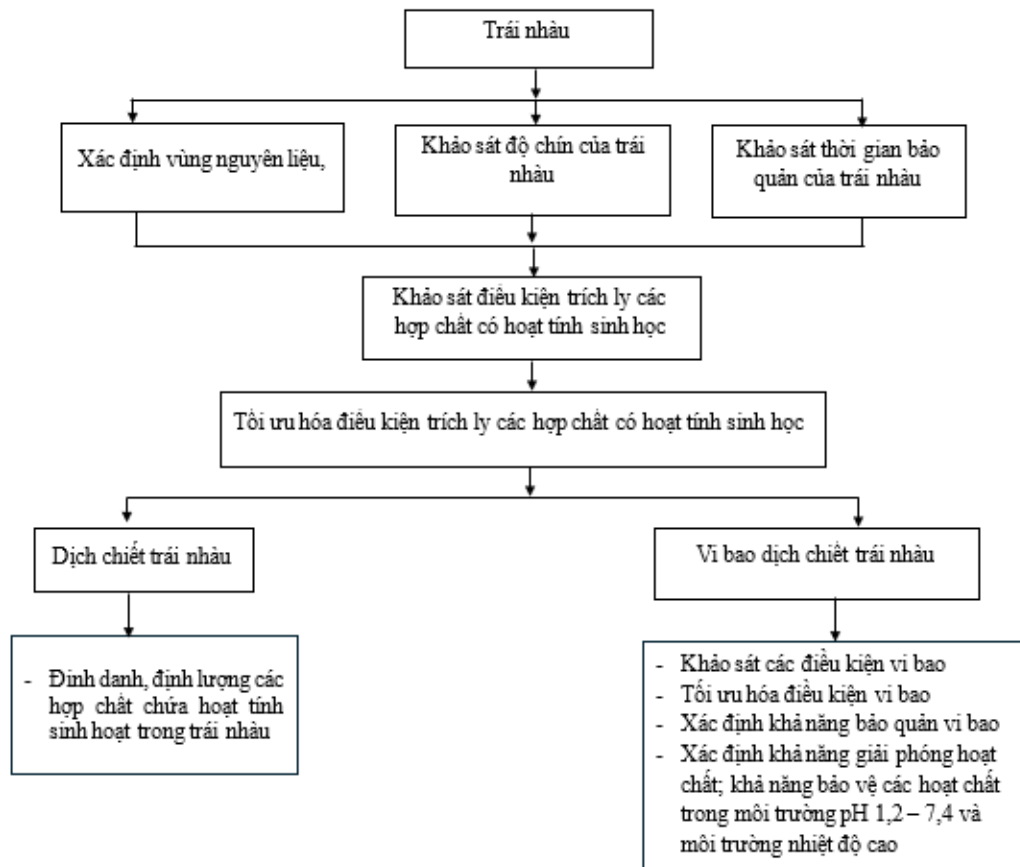 Trái nhàu
Xác định vùng nguyên liệu,
Khảo sát độ chín của trái
nhàu
Khảo sát thời gian bảo
quản của trái nhàu
Khảo sát điều kiện trích ly các
hợp chất có hoạt tính sinh học
Tối ưu hóa điều kiện trích ly các hợp chất có hoạt tính sinh học
Dịch chiết trái nhàu
Vi bao dịch chiết trái nhàu
- Đinh danh, định lượng các
hợp chất chứa hoạt tính
sinh hoạt trong trái nhàu
- Khảo sát các điều kiện vi bao
- Tối ưu hóa điều kiện vi bao
- Xác định khả năng bảo quản vi bao
- Xác định khả năng giải phóng hoạt
chất; khả năng bảo vệ các hoạt chất
trong môi trường pH 1,2 – 7,4 và
môi trường nhiệt độ cao